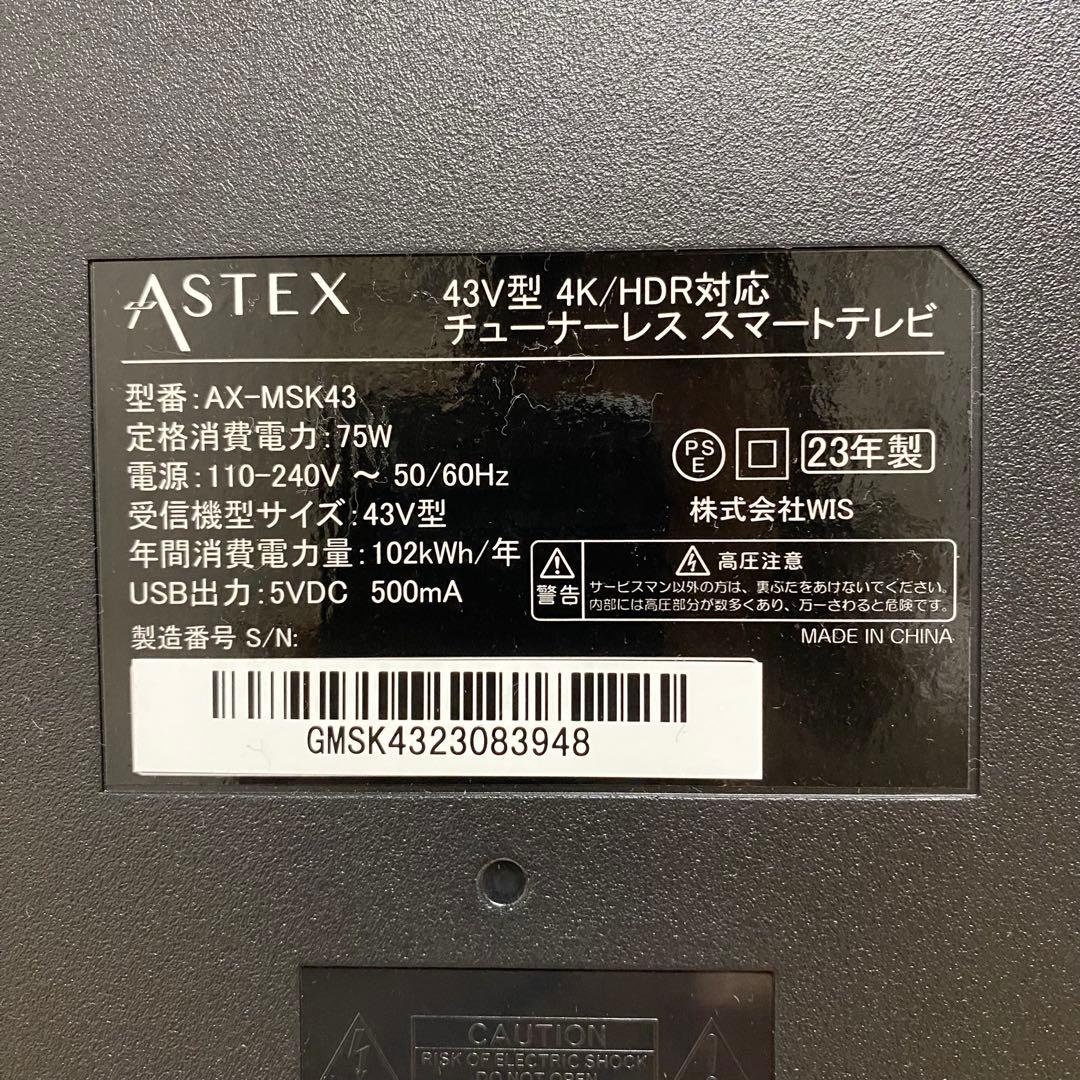 ASTEX
43V型 4K/HDR対応
チューナーレス スマートテレビ
型番:AX-MSK43
定格消費電力:75W
電源:110-240V ～ 50/60Hz
受信機型サイズ:43V型
年間消費電力量:102kWh/年
USB出力:5VDC 500mA
製造番号 S/N:
PS
E
23年製
株式会社WIS
警告
高圧注意
サービスマン以外の方は、裏ぶたをあけないでください。
内部には高圧部分が数多くあり、万一さわると危険です。
MADE IN CHINA
GMSK4323083948
CAUTION
RISK OF ELECTRIC SHOCK
DO NOT OPEN